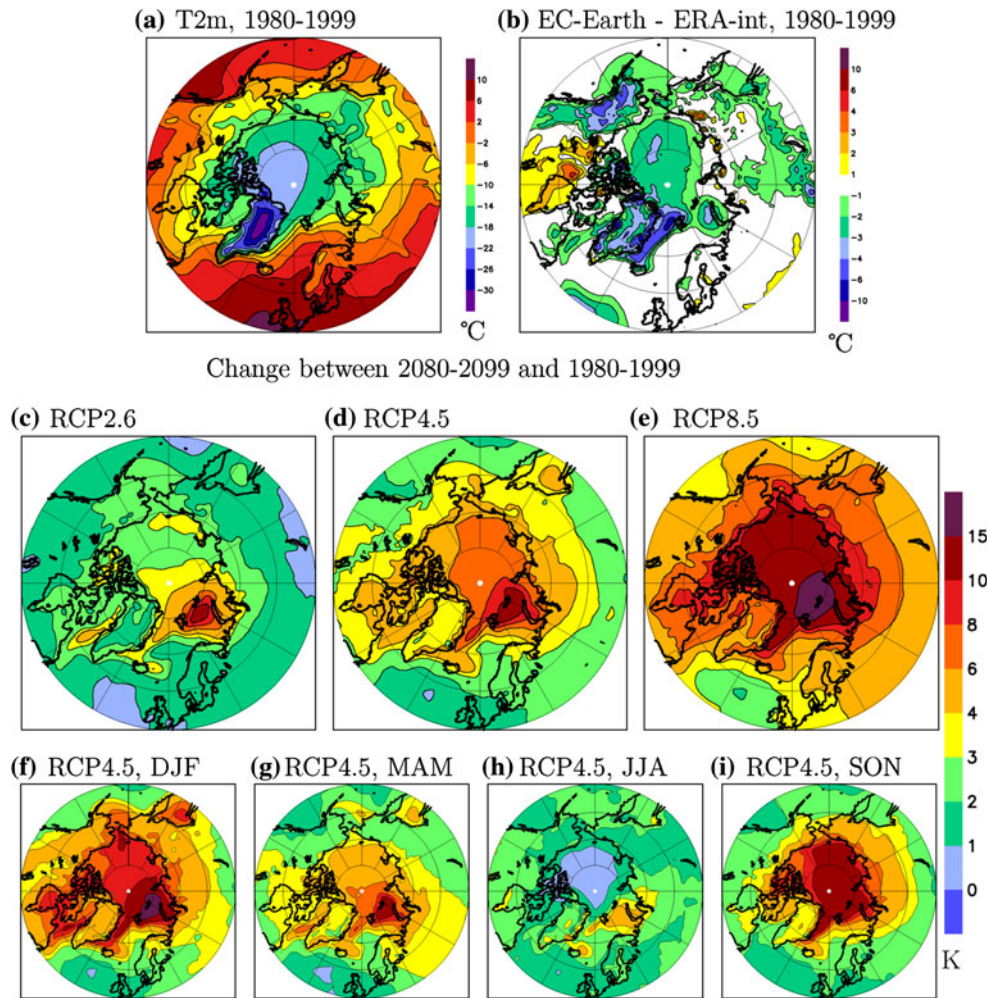 (a) T2m, 1980-1999
(b) EC-Earth - ERA-int, 1980-1999
10
6
2
−2
−6
−10
−14
−18
−22
−26
−30
°C
10
6
4
3
2
1
−1
−2
−3
−4
−6
−10
°C
Change between 2080-2099 and 1980-1999
(c) RCP2.6
(d) RCP4.5
(e) RCP8.5
(f) RCP4.5, DJF
(g) RCP4.5, MAM
(h) RCP4.5, JJA
(i) RCP4.5, SON
15
10
8
6
4
3
2
1
0
K